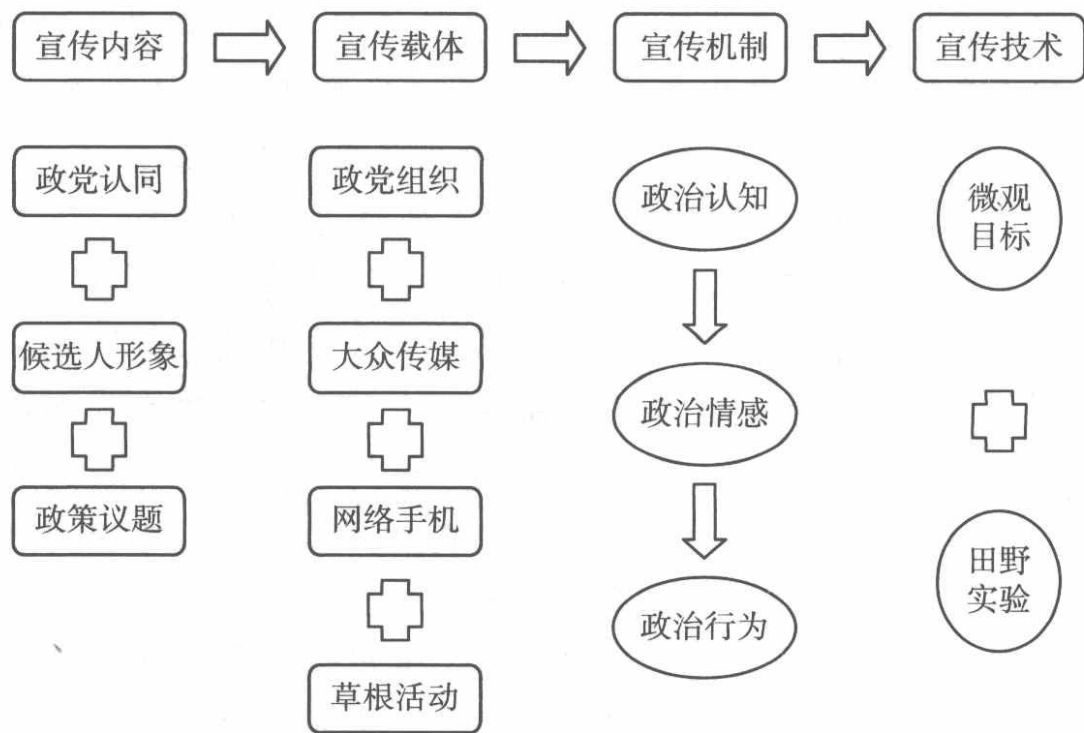 宣传内容
宣传载体
宣传机制
宣传技术
政党认同
候选人形象
政策议题
政党组织
大众传媒
网络手机
草根活动
政治认知
政治情感
政治行为
微观
目标
田野
实验